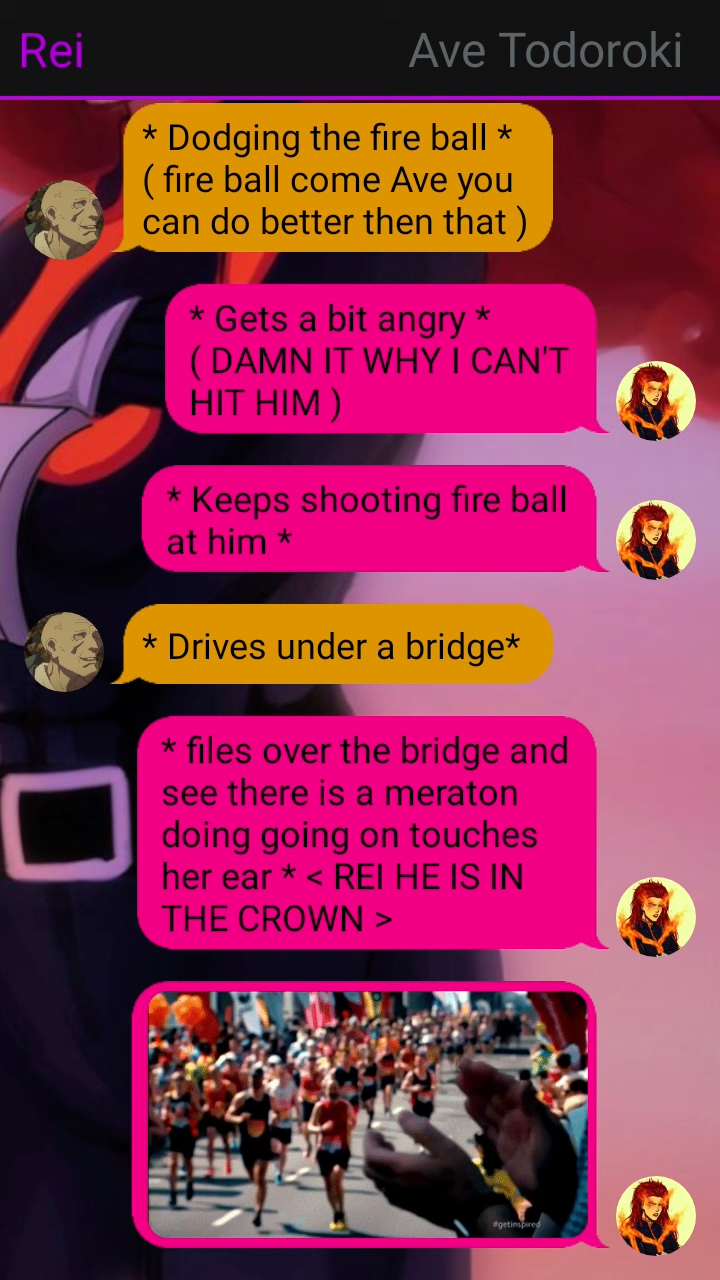 Rei
Ave Todoroki
* Dodging the fire ball *
( fire ball come Ave you
can do better then that )
* Gets a bit angry *
( DAMN IT WHY I CAN'T
HIT HIM )
* Keeps shooting fire ball
at him *
* Drives under a bridge*
* files over the bridge and
see there is a meraton
doing going on touches
her ear * < REI HE IS IN
THE CROWN >
#getinspired